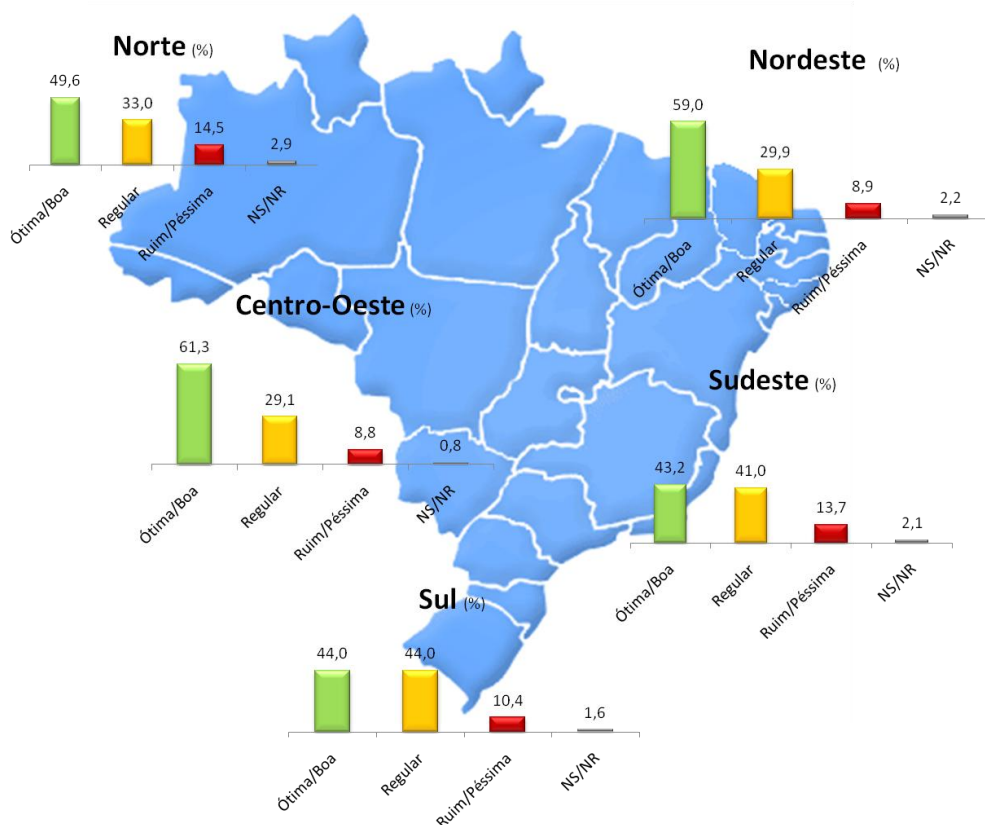 Norte (%)
49,6
33,0
14,5
2,9
Ótima/Boa
Regular
Ruim/Péssima
NS/NR
Nordeste (%)
59,0
29,9
8,9
2,2
Ótima/Boa
Regular
Ruim/Péssima
NS/NR
Centro-Oeste (%)
61,3
29,1
8,8
0,8
Ótima/Boa
Regular
Ruim/Péssima
NS/NR
Sudeste (%)
43,2
41,0
13,7
2,1
Ótima/Boa
Regular
Ruim/Péssima
NS/NR
Sul (%)
44,0
44,0
10,4
1,6
Ótima/Boa
Regular
Ruim/Péssima
NS/NR